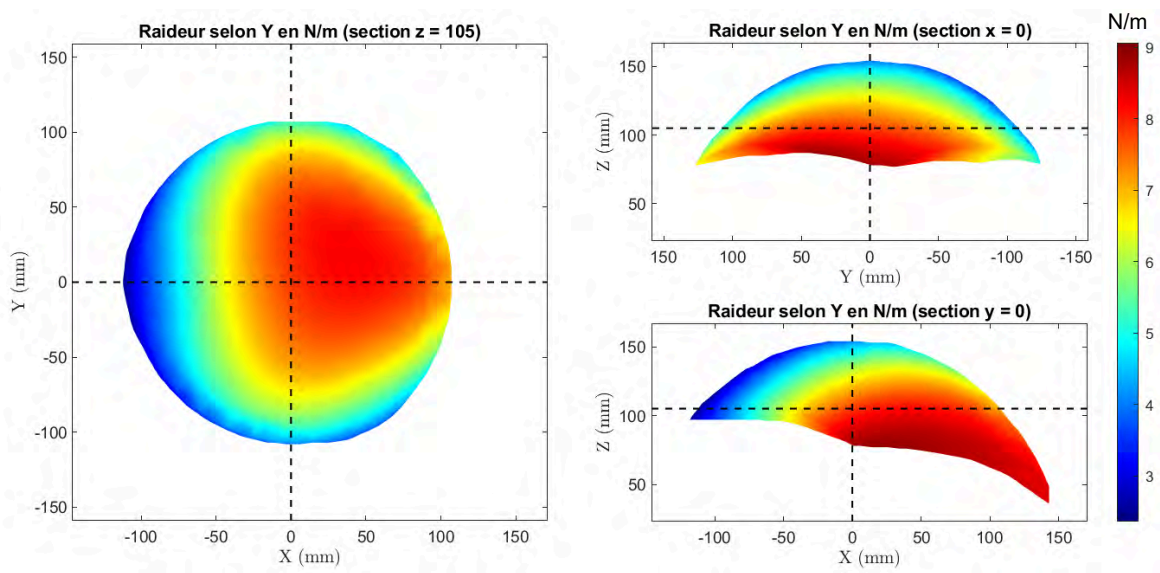 Raideur selon Y en N/m (section z = 105)
150
100
50
0
-50
-100
-150
Y (mm)
-100 -50 0 50 100 150
X (mm)
Raideur selon Y en N/m (section x = 0)
150
100
50
Z (mm)
150 100 50 0 -50 -100 -150
Y (mm)
Raideur selon Y en N/m (section y = 0)
150
100
50
Z (mm)
-100 -50 0 50 100 150
X (mm)
N/m
9
8
7
6
5
4
3